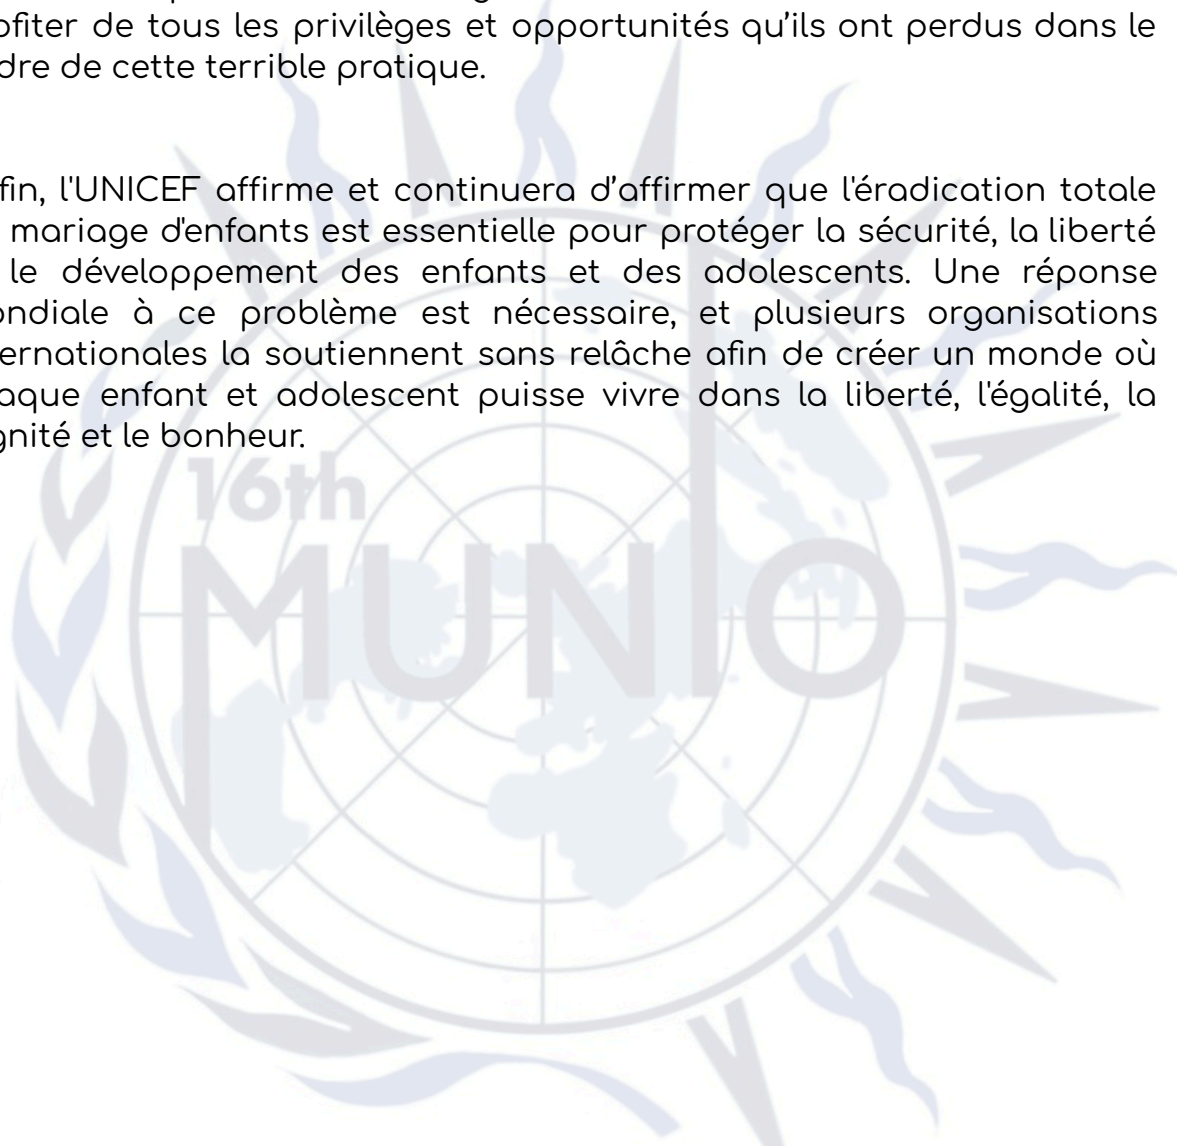 ofiter de tous les privilèges et opportunités qu’ils ont perdus dans le
dre de cette terrible pratique.
fin, l'UNICEF affirme et continuera d’affirmer que l'éradication totale
mariage d'enfants est essentielle pour protéger la sécurité, la liberté
le développement des enfants et des adolescents. Une réponse
ondiale à ce problème est nécessaire, et plusieurs organisations
ernationales la soutiennent sans relâche afin de créer un monde où
aque enfant et adolescent puisse vivre dans la liberté, l'égalité, la
gnité et le bonheur.
16th
MUNIO